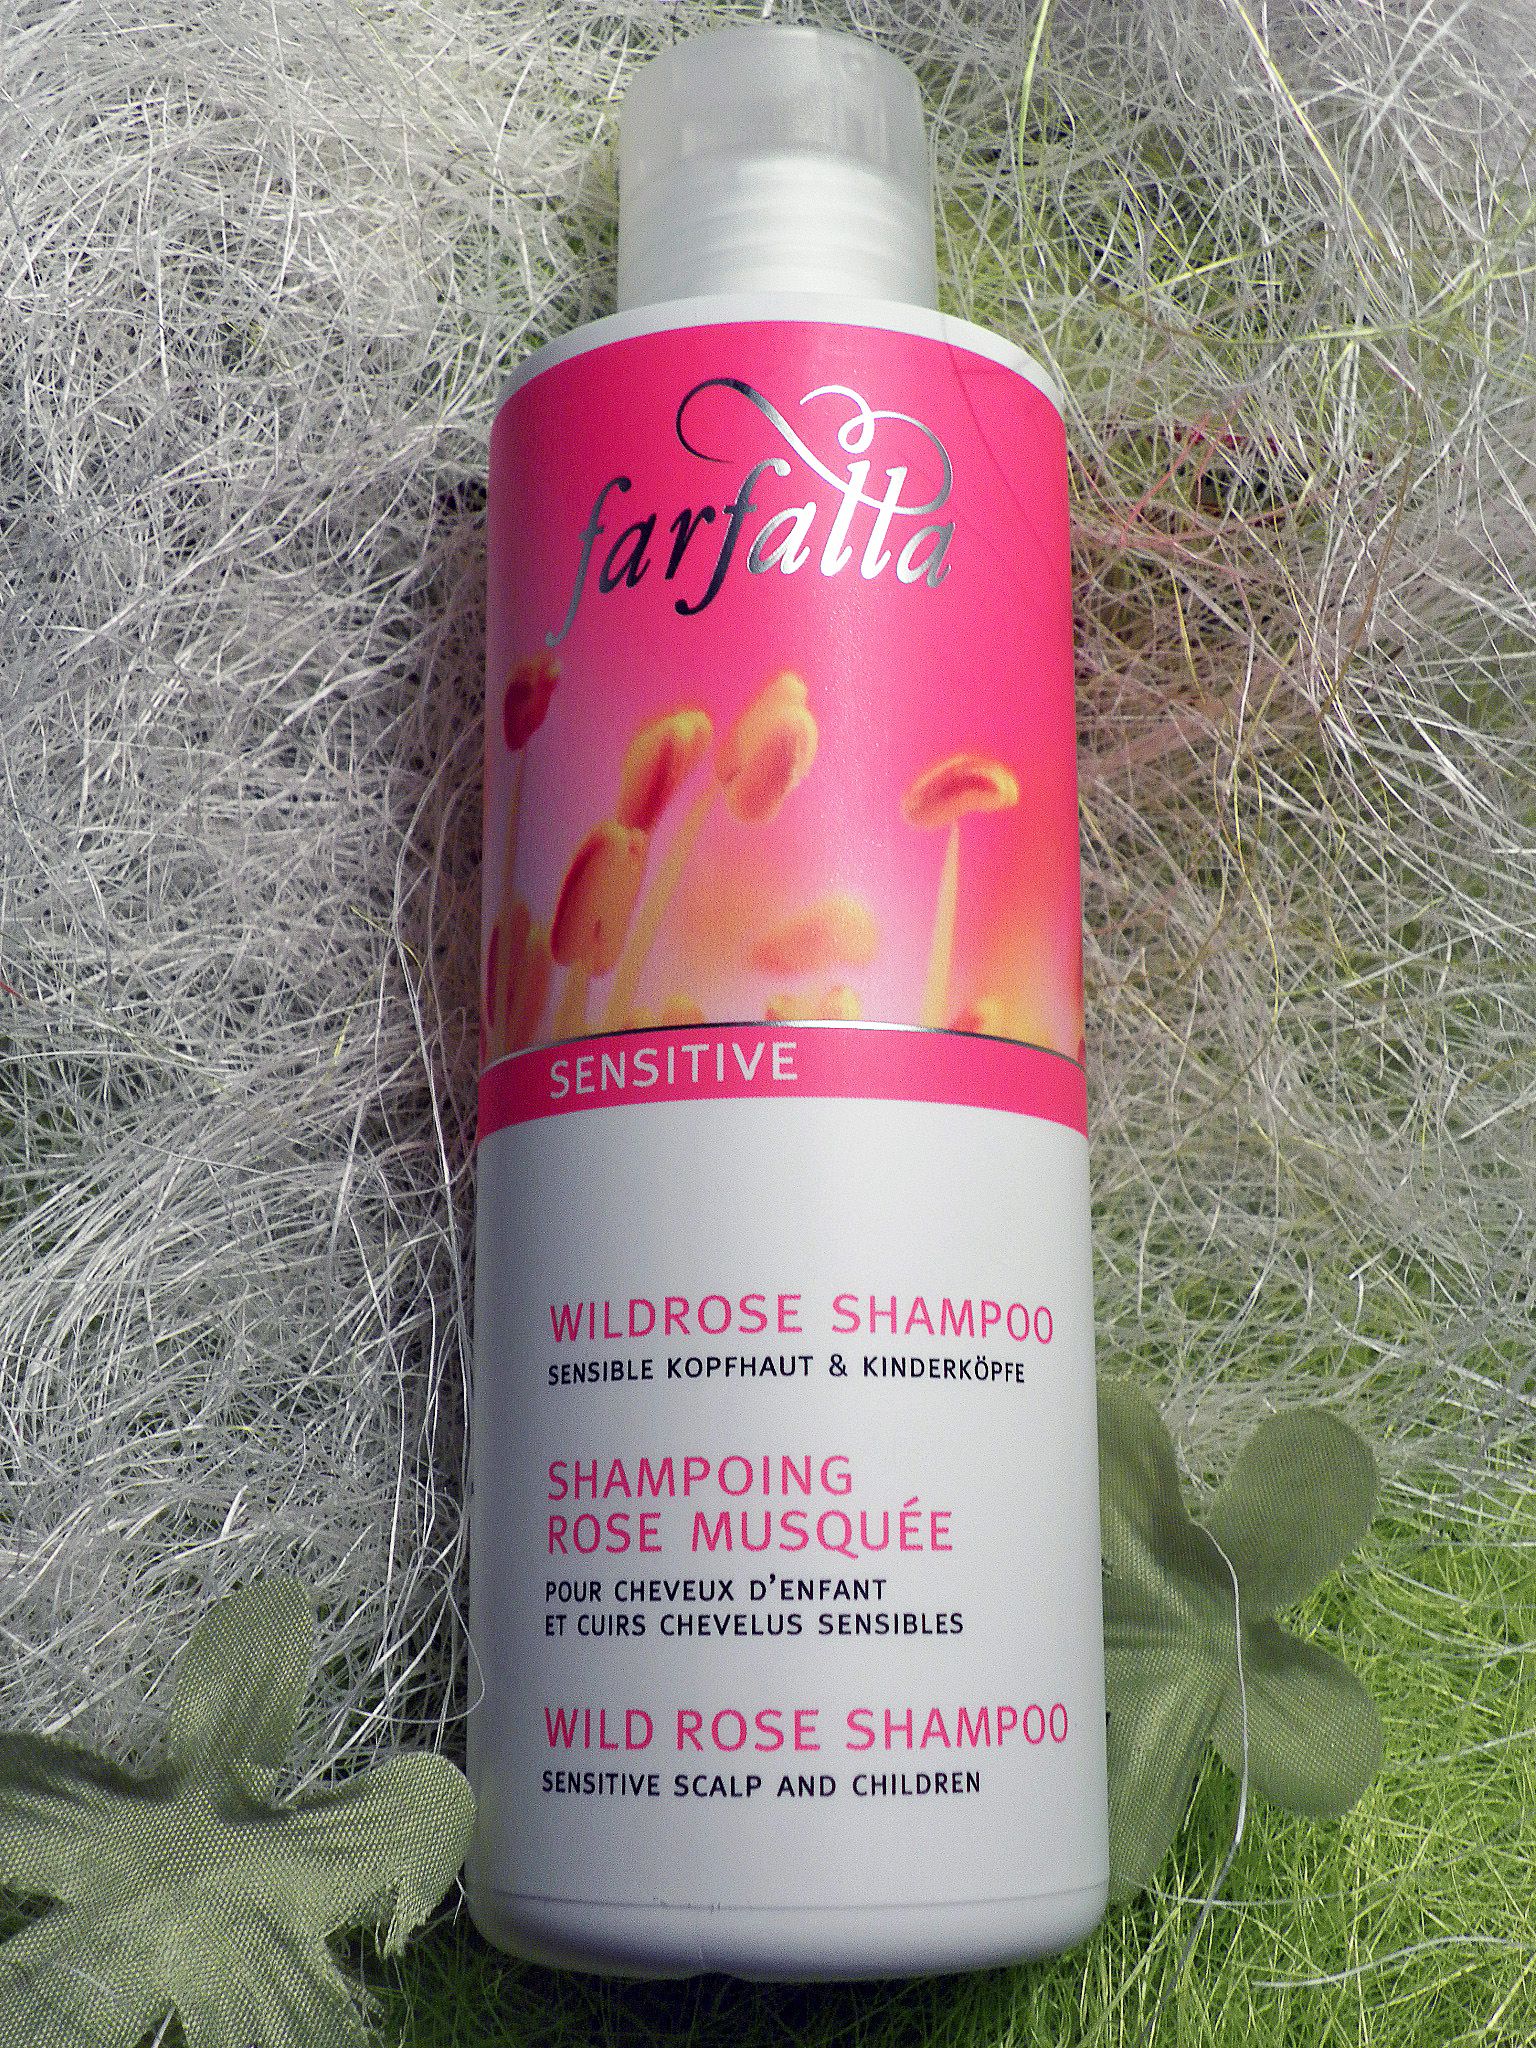 farfalla
SENSITIVE
WILDROSE SHAMPOO
SENSIBLE KOPFHAUT & KINDERKÖPFE
SHAMPOING
ROSE MUSQUÉE
POUR CHEVEUX D'ENFANT
ET CUIRS CHEVELUS SENSIBLES
WILD ROSE SHAMPOO
SENSITIVE SCALP AND CHILDREN